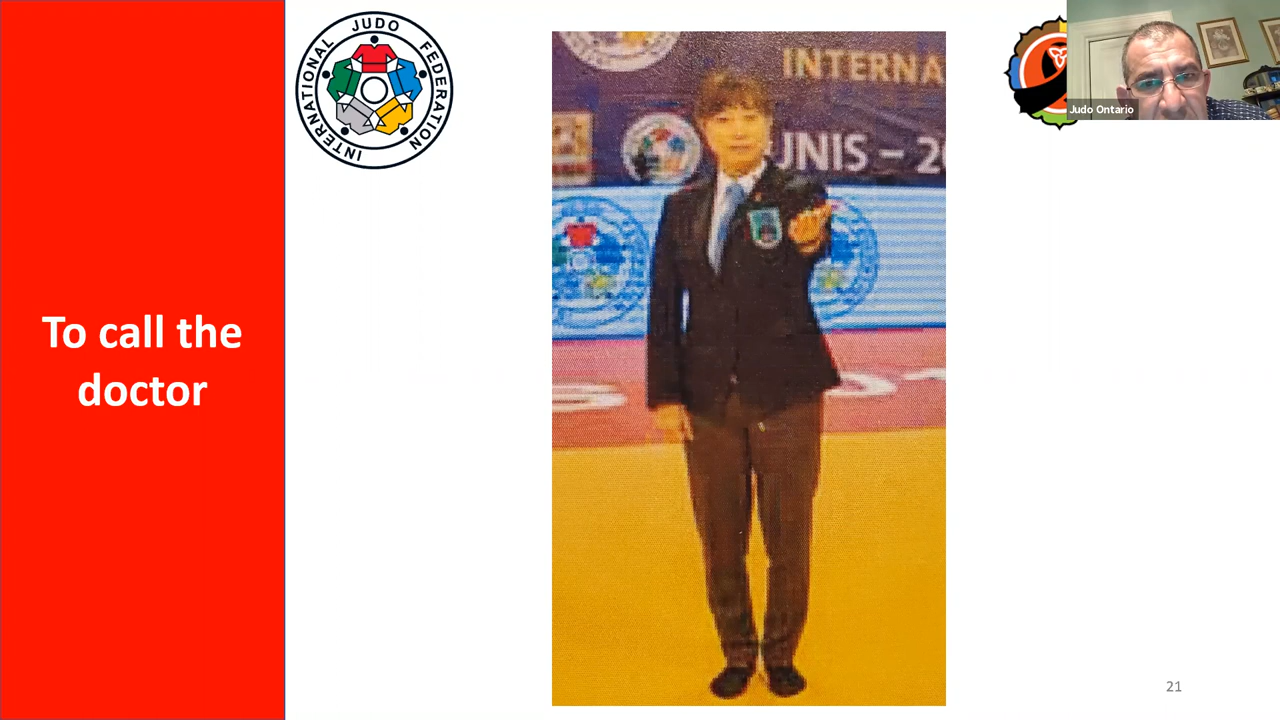 To call the
doctor
INTERNATIONAL JUDO FEDERATION
INTERNA
UNIS – 20
Judo Ontario
21